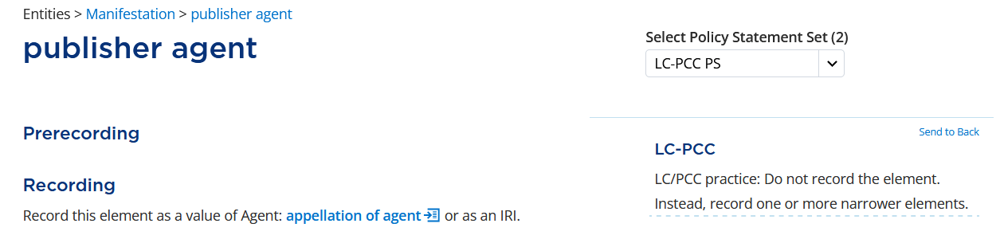 Entities > Manifestation > publisher agent
publisher agent
Select Policy Statement Set (2)
LC-PCC PS
Prerecording
Recording
Record this element as a value of Agent: appellation of agent or as an IRI.
Send to Back
LC-PCC
LC/PCC practice: Do not record the element.
Instead, record one or more narrower elements.